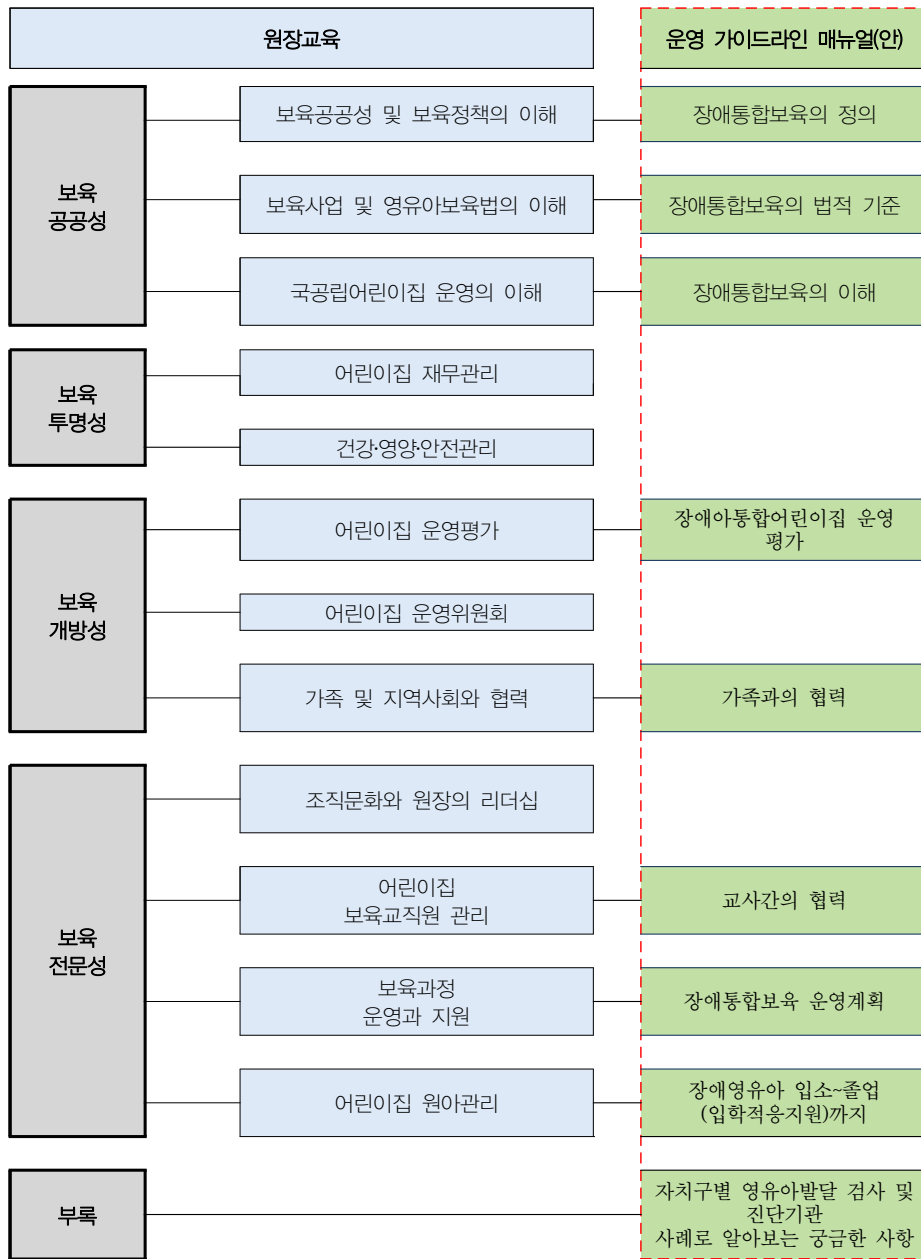 원장교육
운영 가이드라인 매뉴얼(안)
보육
공공성
보육공공성 및 보육정책의 이해
장애통합보육의 정의
보육사업 및 영유아보육법의 이해
장애통합보육의 법적 기준
국공립어린이집 운영의 이해
장애통합보육의 이해
보육
투명성
어린이집 재무관리
건강·영양·안전관리
보육
개방성
어린이집 운영평가
장애아통합어린이집 운영
평가
어린이집 운영위원회
가족 및 지역사회와 협력
가족과의 협력
보육
전문성
조직문화와 원장의 리더십
어린이집
보육교직원 관리
교사간의 협력
보육과정
운영과 지원
장애통합보육 운영계획
어린이집 원아관리
장애영유아 입소~졸업
(입학적응지원)까지
부록
자치구별 영유아발달 검사 및
진단기관
사례로 알아보는 궁금한 사항